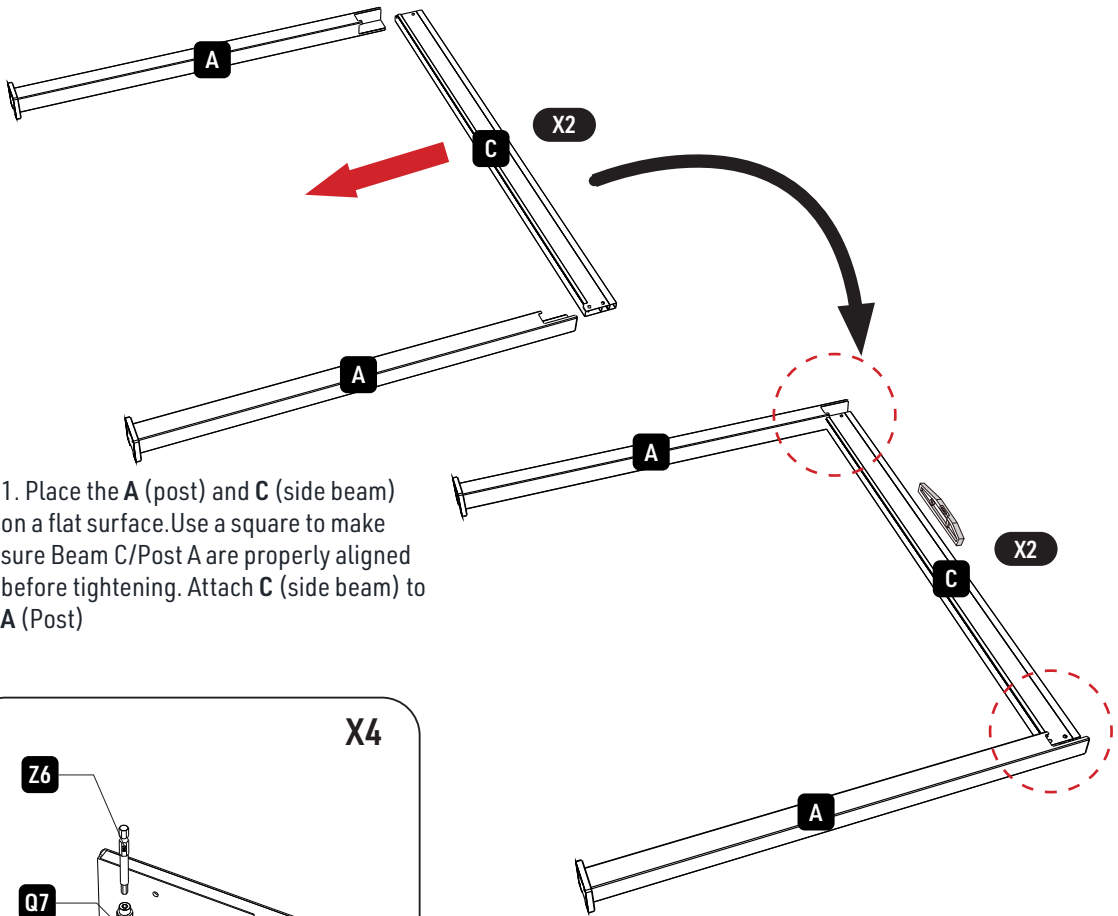 A
X2
C
A
A
1. Place the A (post) and C (side beam)
on a flat surface.Use a square to make
sure Beam C/Post A are properly aligned
before tightening. Attach C (side beam) to
A (Post)
X2
C
X4
Z6
A
Q7